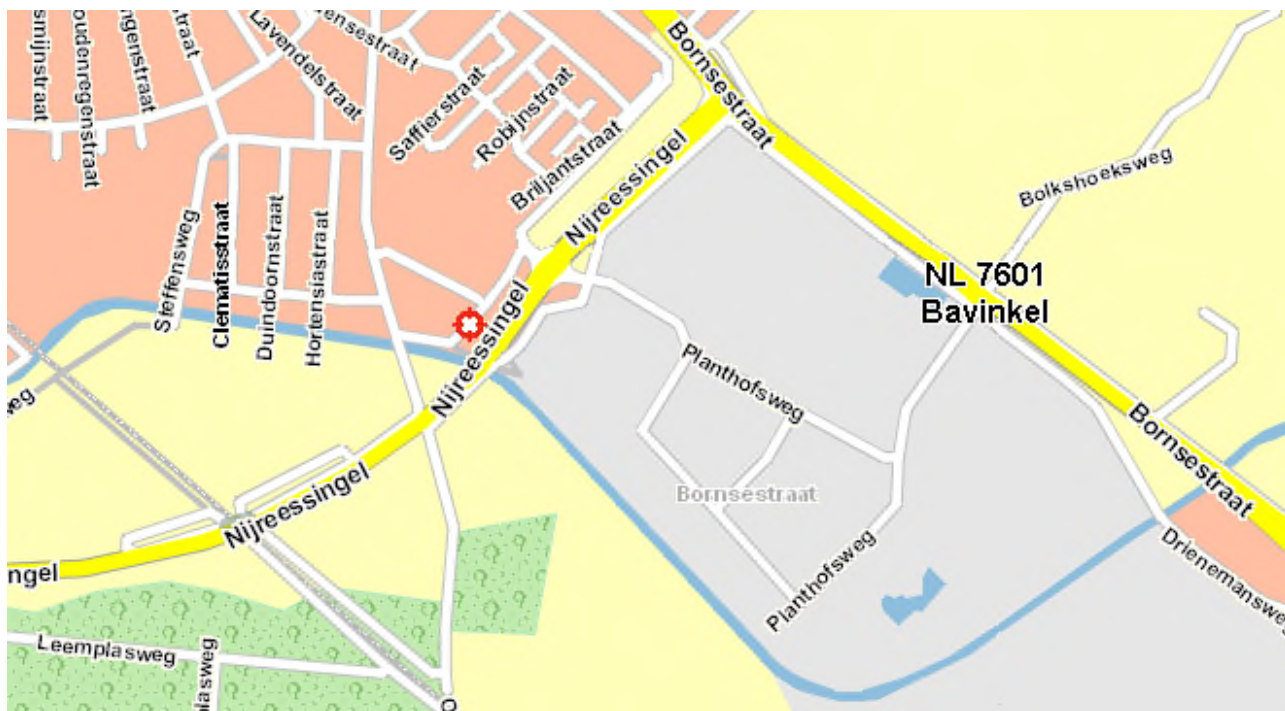 Bornsestraat
Lavendelstraat
Saffierstraat
Robijnstraat
Briljantstraat
Nijreessingel
Bolkshoeksweg
Steffensweg
Clematisstraat
Duindoornstraat
Hortensiastraat
NL 7601
Bavinkel
Nijreessingel
Planthofsweg
Bornsestraat
Bornsestraat
Nijreessingel
Planthofsweg
Drienemansweg
Leemplasweg